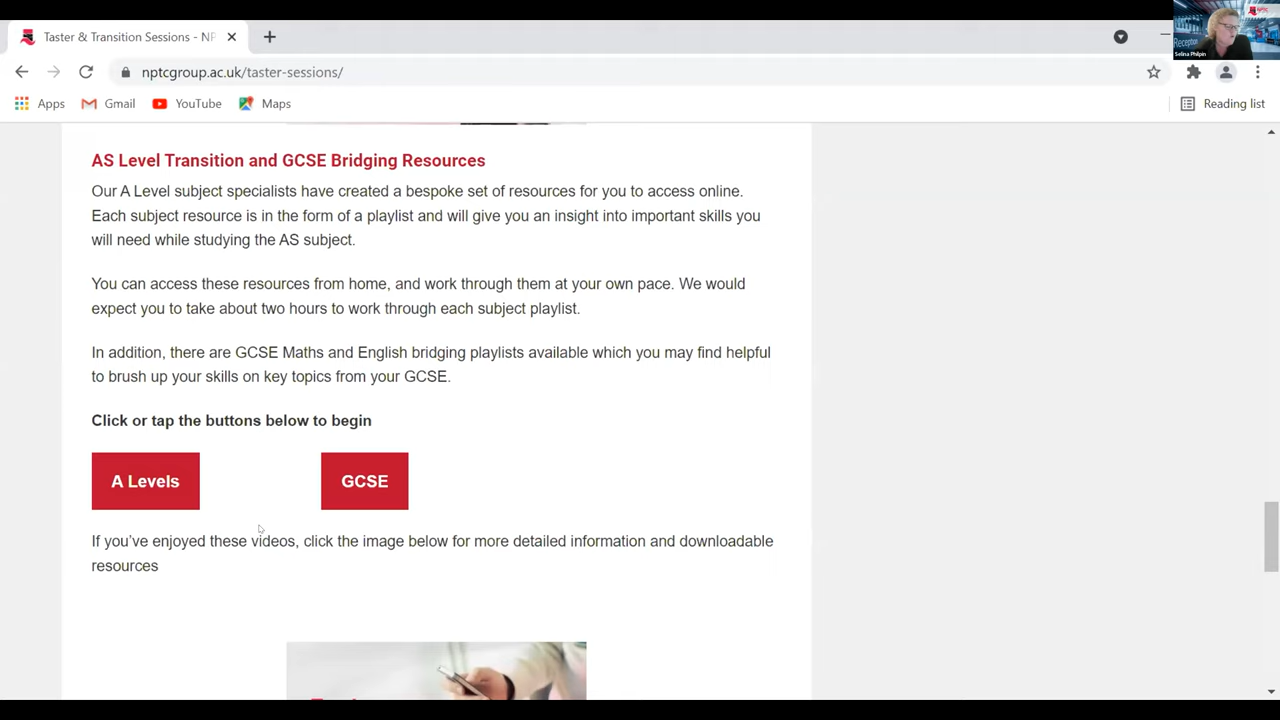 Taster & Transition Sessions - NP
nptcgroup.ac.uk/taster-sessions/
Apps Gmail YouTube Maps Reading list
Reception
Selina Philpin
AS Level Transition and GCSE Bridging Resources
Our A Level subject specialists have created a bespoke set of resources for you to access online.
Each subject resource is in the form of a playlist and will give you an insight into important skills you
will need while studying the AS subject.
You can access these resources from home, and work through them at your own pace. We would
expect you to take about two hours to work through each subject playlist.
In addition, there are GCSE Maths and English bridging playlists available which you may find helpful
to brush up your skills on key topics from your GCSE.
Click or tap the buttons below to begin
A Levels GCSE
If you’ve enjoyed these videos, click the image below for more detailed information and downloadable
resources